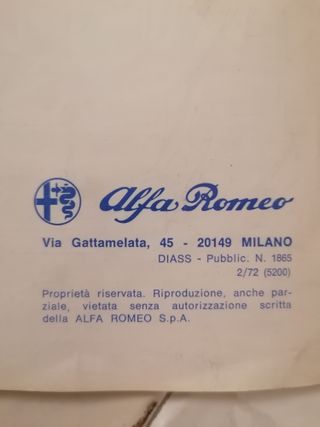 Alfa Romeo
Via Gattamelata, 45 - 20149 MILANO
DIASS - Pubblic. N. 1865
2/72 (5200)
Proprietà riservata. Riproduzione, anche par-
ziale, vietata senza autorizzazione scritta
della ALFA ROMEO S.p.A.